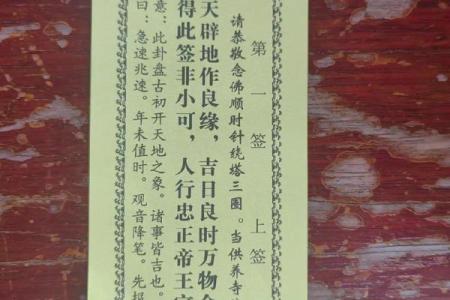 第一签 上签
请恭敬念佛顺时针绕塔三圈。当供养寺
天辟地作良缘，吉日良时万物
得此签非小可，人行忠正帝王
意：此卦盘古初开天地之象。诸事皆吉也。
曰：急速兆速。年未值时。观音降笔。先报